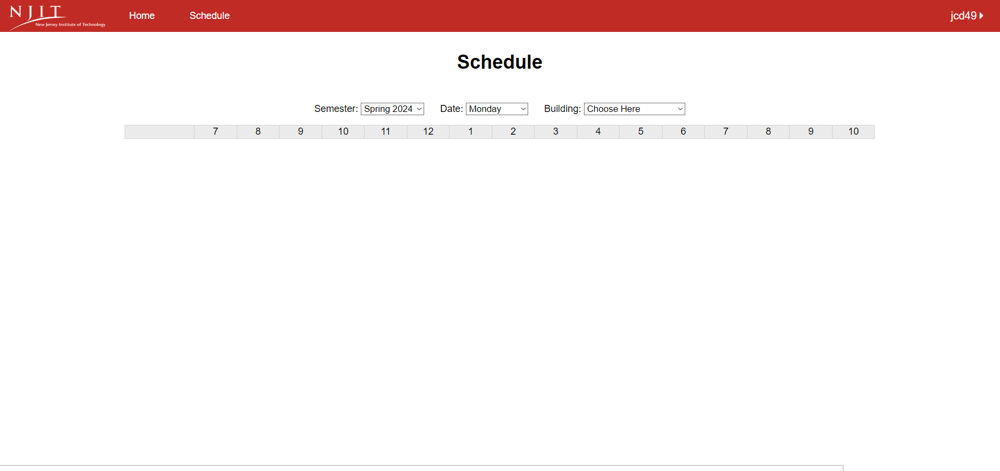 NJIT
New Jersey Institute of Technology
Home Schedule jcd49
Schedule
Semester: Spring 2024 Date: Monday Building: Choose Here
7 8 9 10 11 12 1 2 3 4 5 6 7 8 9 10